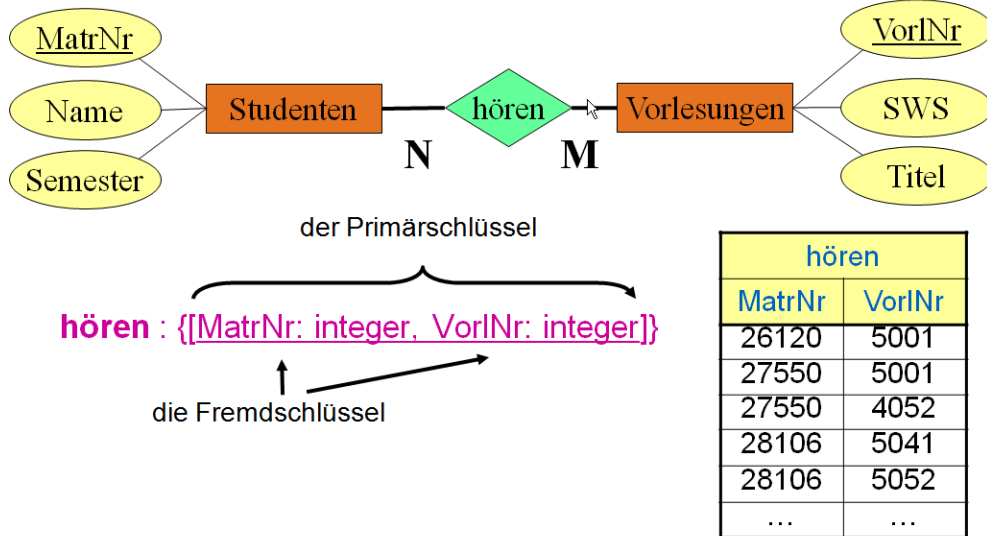 MatrNr
Name
Semester
Studenten
hören
Vorlesungen
N
M
VorlNr
SWS
Titel
der Primärschlüssel
hören : {[MatrNr: integer, VorlNr: integer]}
die Fremdschlüssel
hören
MatrNr VorlNr
26120 5001
27550 5001
27550 4052
28106 5041
28106 5052
... ...